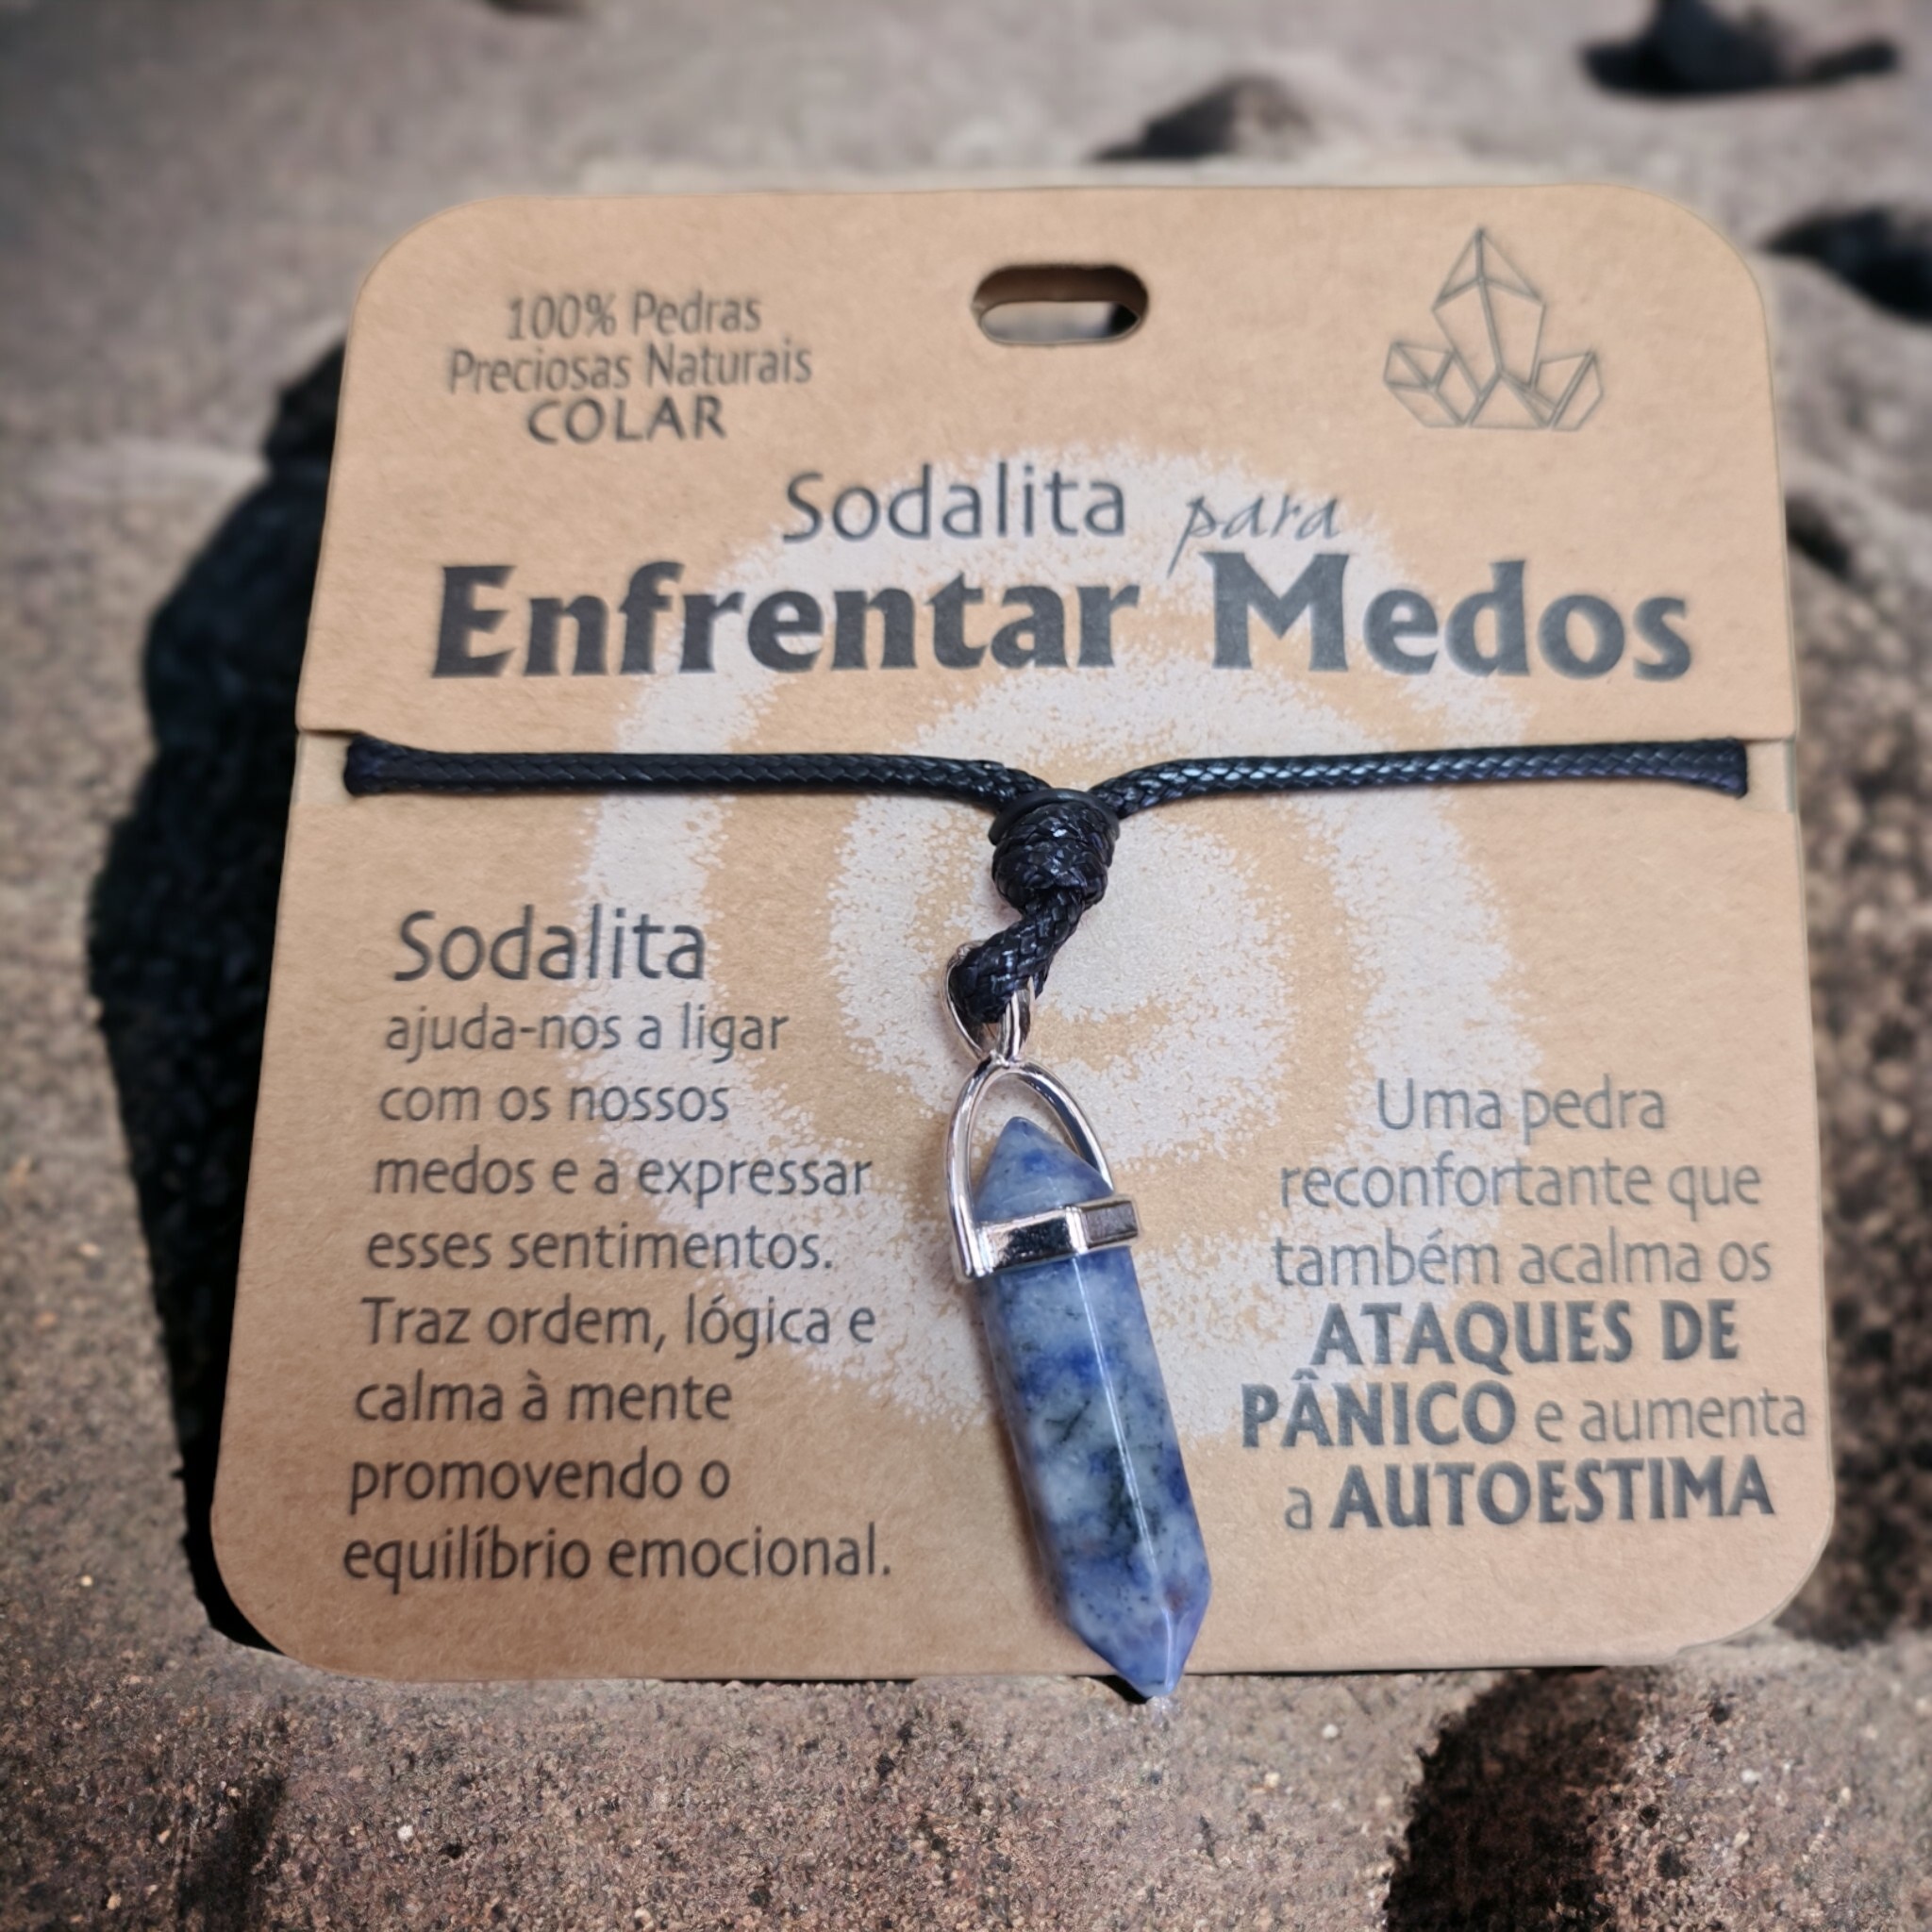 100% Pedras
Preciosas Naturais
COLAR
Sodalita para
Enfrentar Medos
Sodalita
ajuda-nos a ligar
com os nossos
medos e a expressar
esses sentimentos.
Traz ordem, lógica e
calma à mente
promovendo o
equilíbrio emocional.
Uma pedra
reconfortante que
também acalma os
ATAQUES DE
PÂNICO e aumenta
a AUTOESTIMA